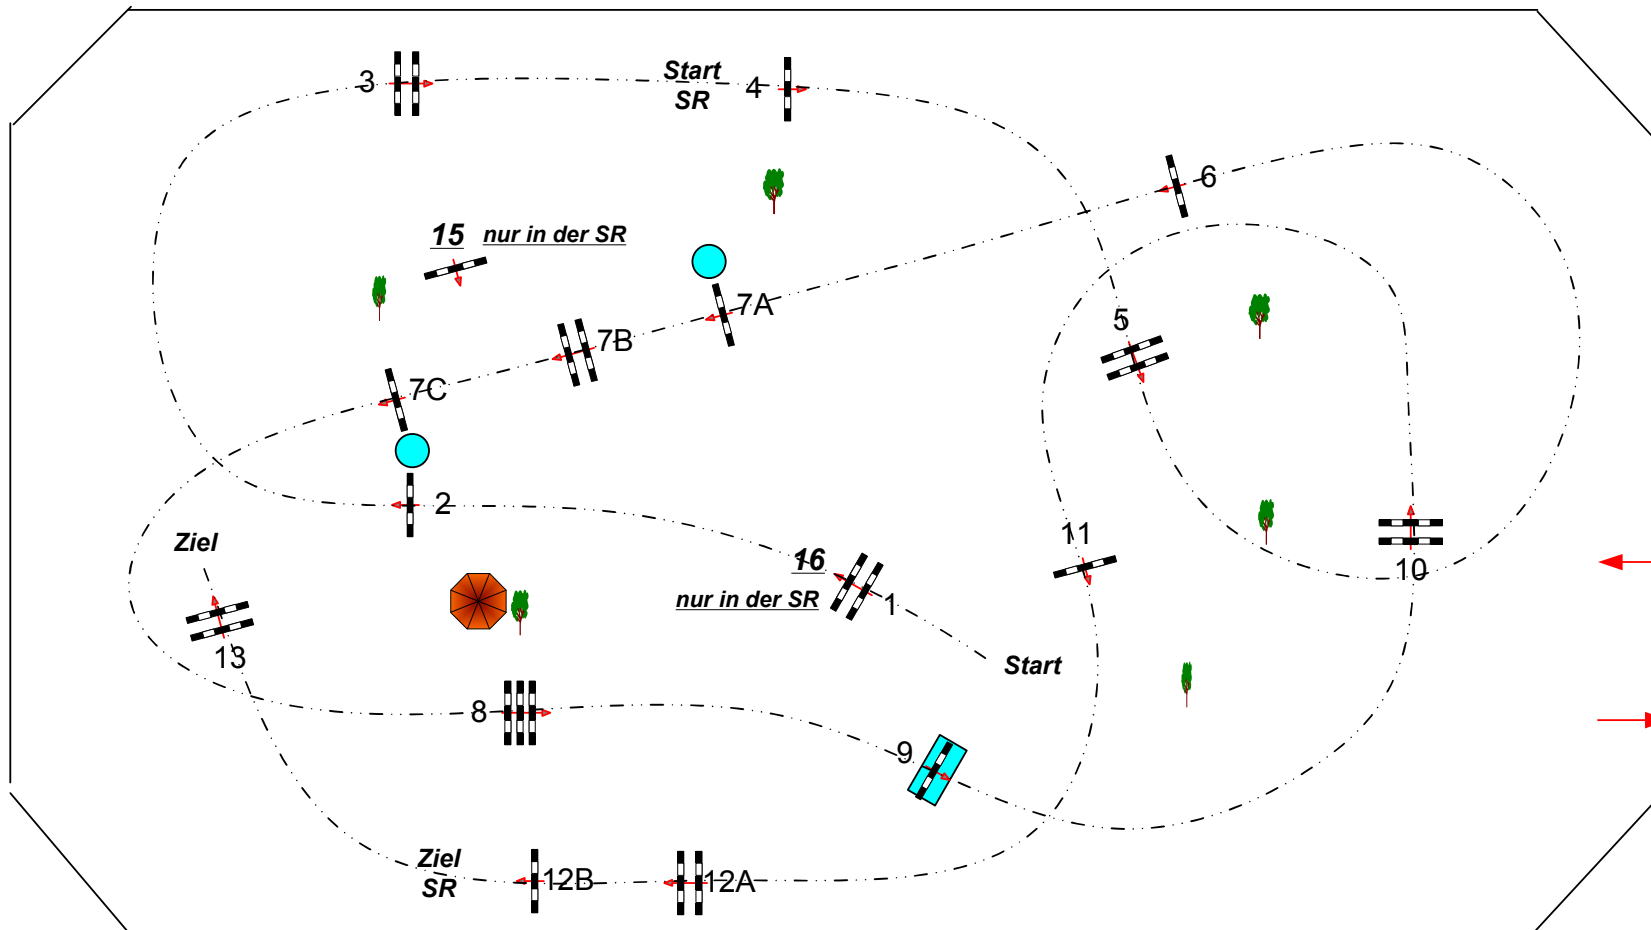 3
Start
SR
4
6
15 nur in der SR
7A
5
7B
7C
2
11
Ziel
16
10
nur in der SR
1
13
Start
8
9
Ziel
SR
12B
12A